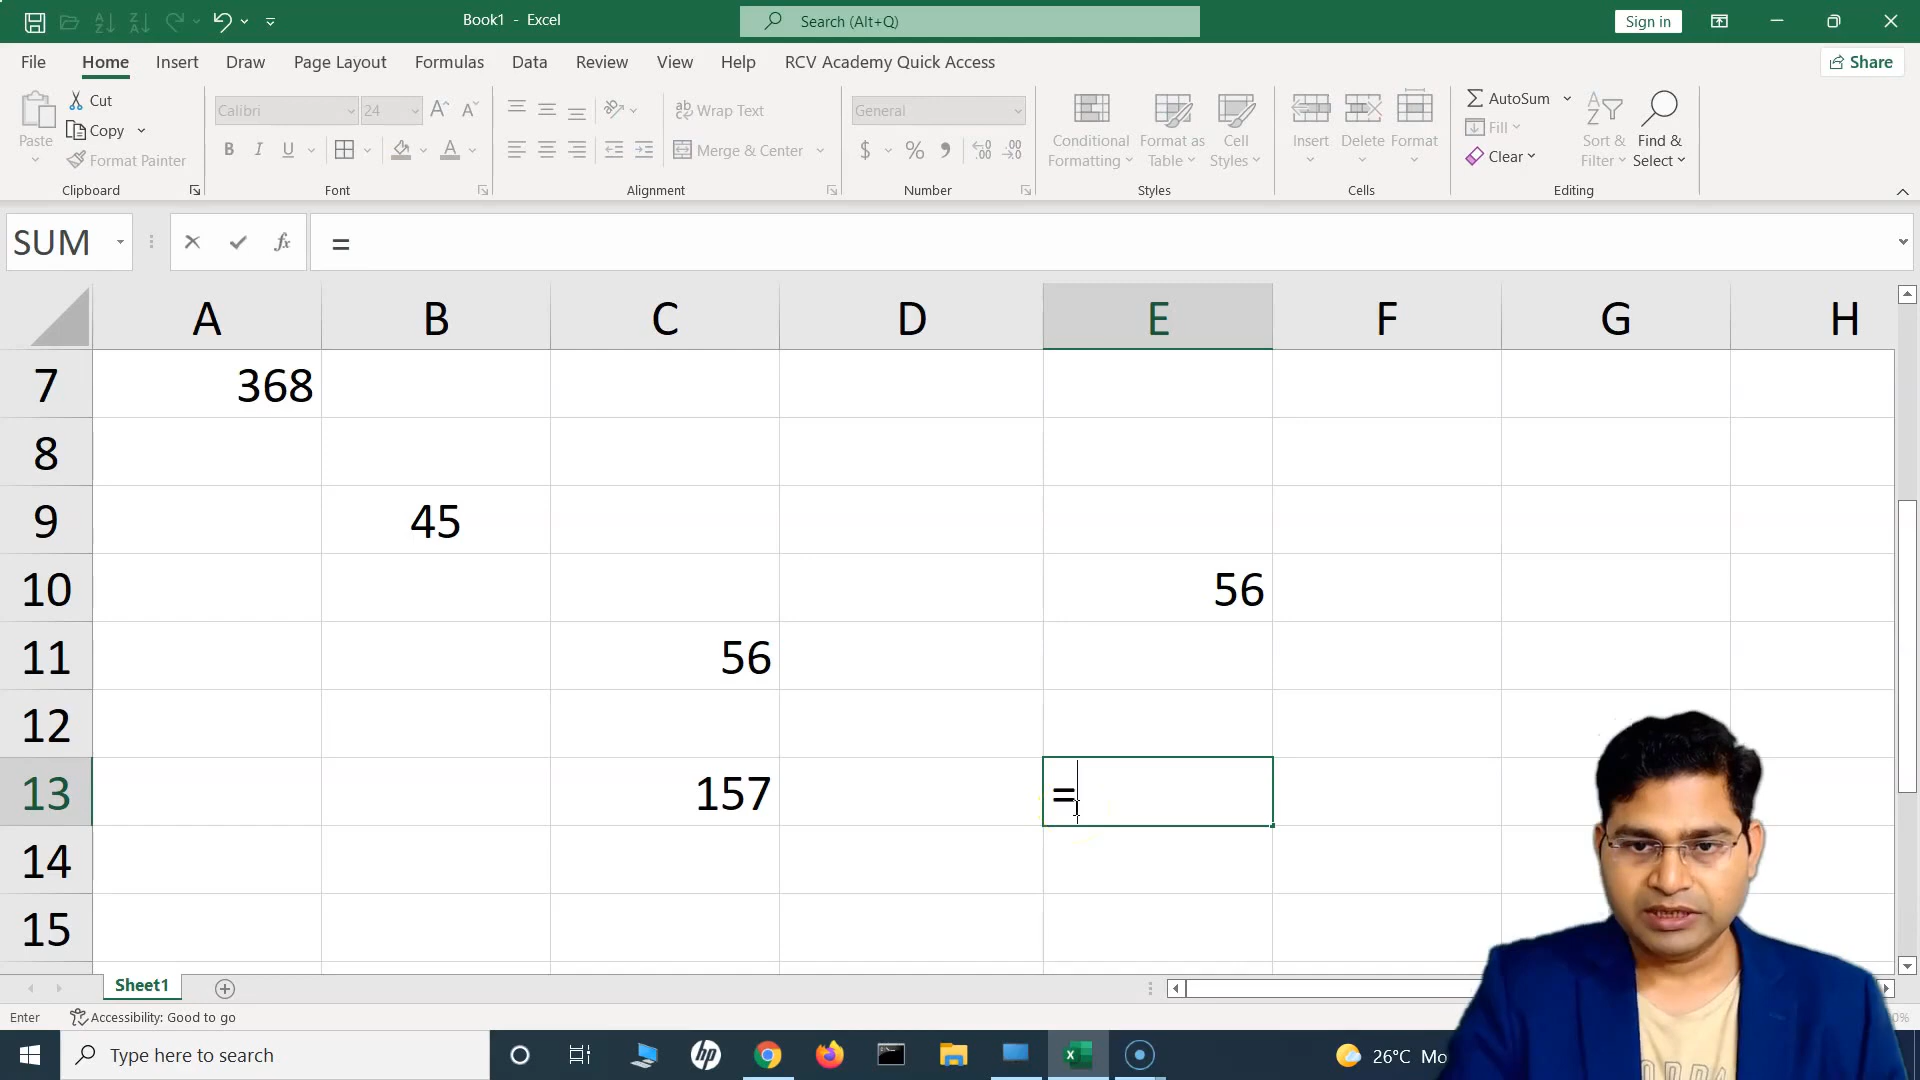 Book1 - Excel
Search (Alt+Q)
Sign in
File Home Insert Draw Page Layout Formulas Data Review View Help RCV Academy Quick Access
Share
Paste
Cut
Copy
Format Painter
Clipboard
Calibri 24
B I U
Font
Wrap Text
Merge & Center
Alignment
General
$ %
Number
Conditional Formatting
Format as Table
Cell Styles
Styles
Insert Delete Format
Cells
AutoSum
Fill
Clear
Sort & Filter
Find & Select
Editing
SUM fx =
A B C D E F G H
7 368
8
9 45
10 56
11 56
12
13 157 =
14
15
Sheet1
Enter Accessibility: Good to go
Type here to search
hp
26°C